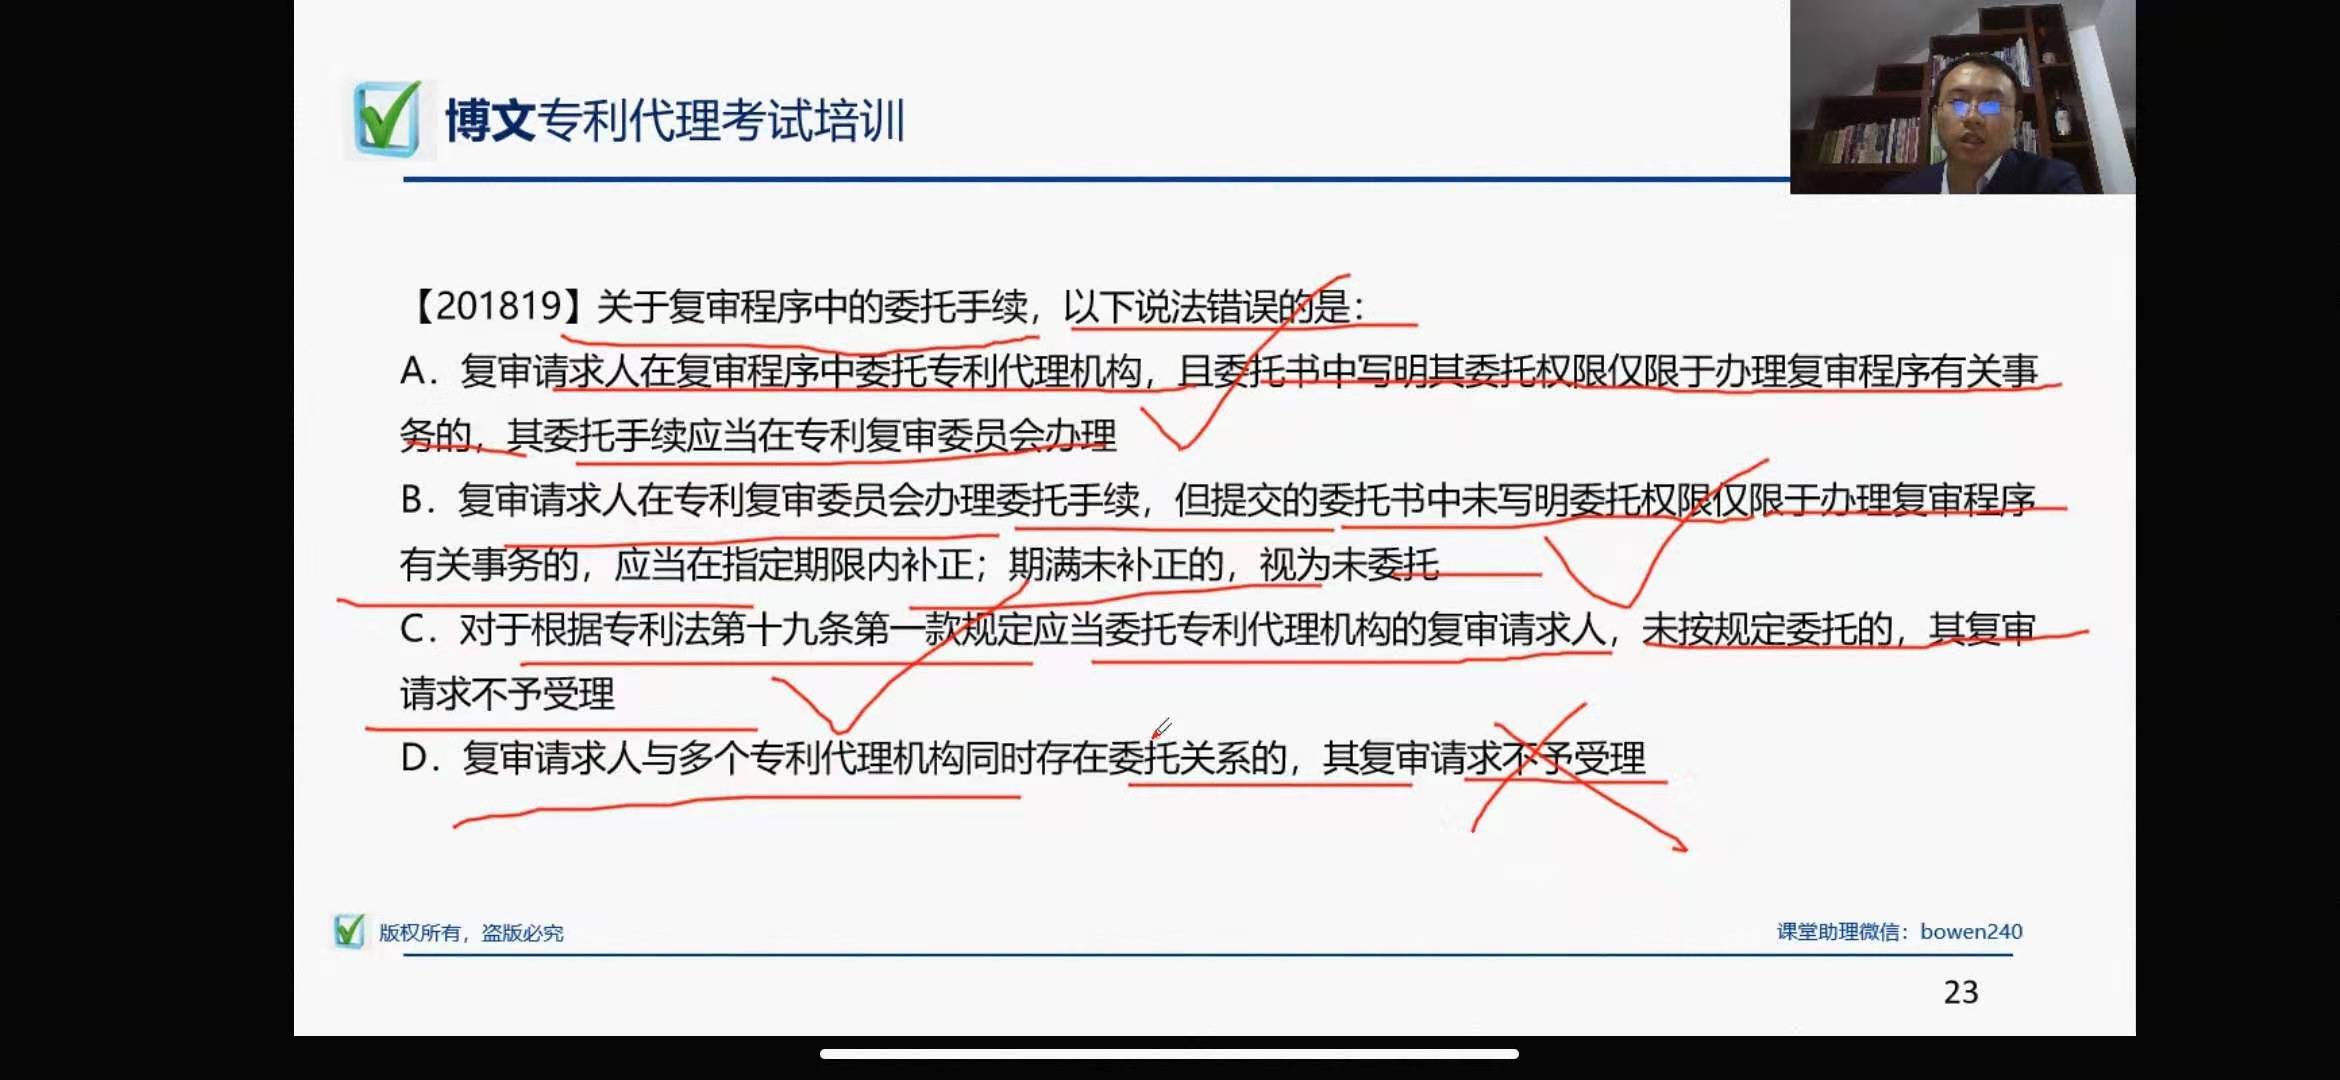 博文专利代理考试培训
【201819】关于复审程序中的委托手续，以下说法错误的是：
A．复审请求人在复审程序中委托专利代理机构，且委托书中写明其委托权限仅限于办理复审程序有关事
务的，其委托手续应当在专利复审委员会办理
B．复审请求人在专利复审委员会办理委托手续，但提交的委托书中未写明委托权限仅限于办理复审程序
有关事务的，应当在指定期限内补正；期满未补正的，视为未委托
C．对于根据专利法第十九条第一款规定应当委托专利代理机构的复审请求人，未按规定委托的，其复审
请求不予受理
D．复审请求人与多个专利代理机构同时存在委托关系的，其复审请求不予受理
版权所有，盗版必究
课堂助理微信：bowen240
23